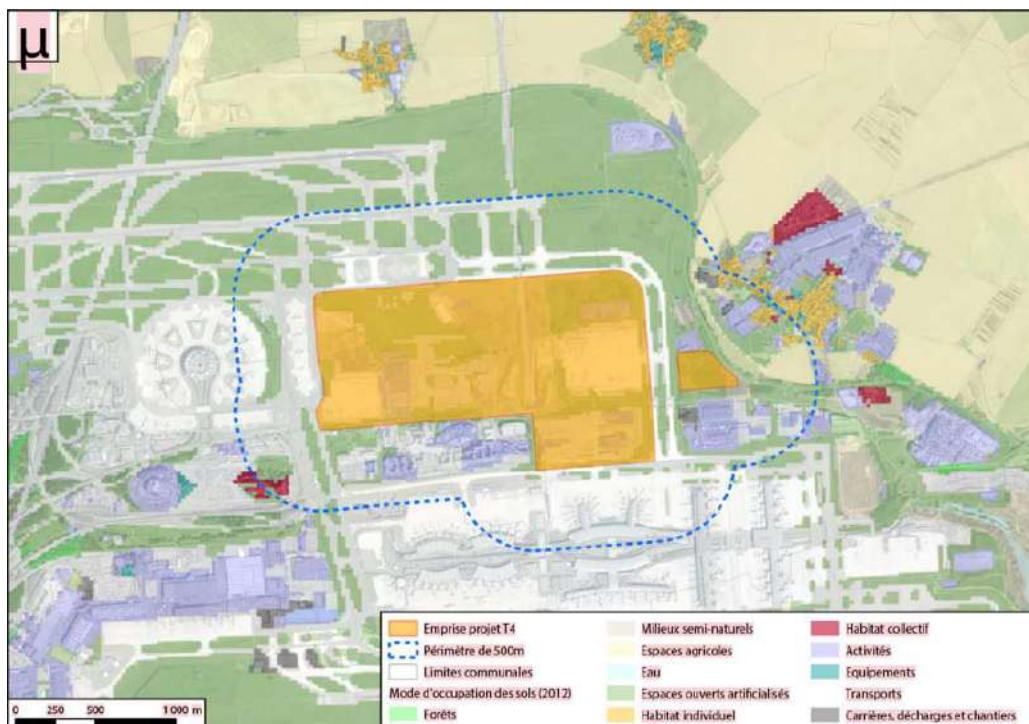 µ
Emprise projet T4
Périmètre de 500m
Limites communales
Mode d'occupation des sols (2012)
Forêts
Milieux semi-naturels
Espaces agricoles
Eau
Espaces ouverts artificialisés
Habitat individuel
Habitat collectif
Activités
Equipements
Transports
Carrières, décharges et chantiers
0 250 500 1 000 m